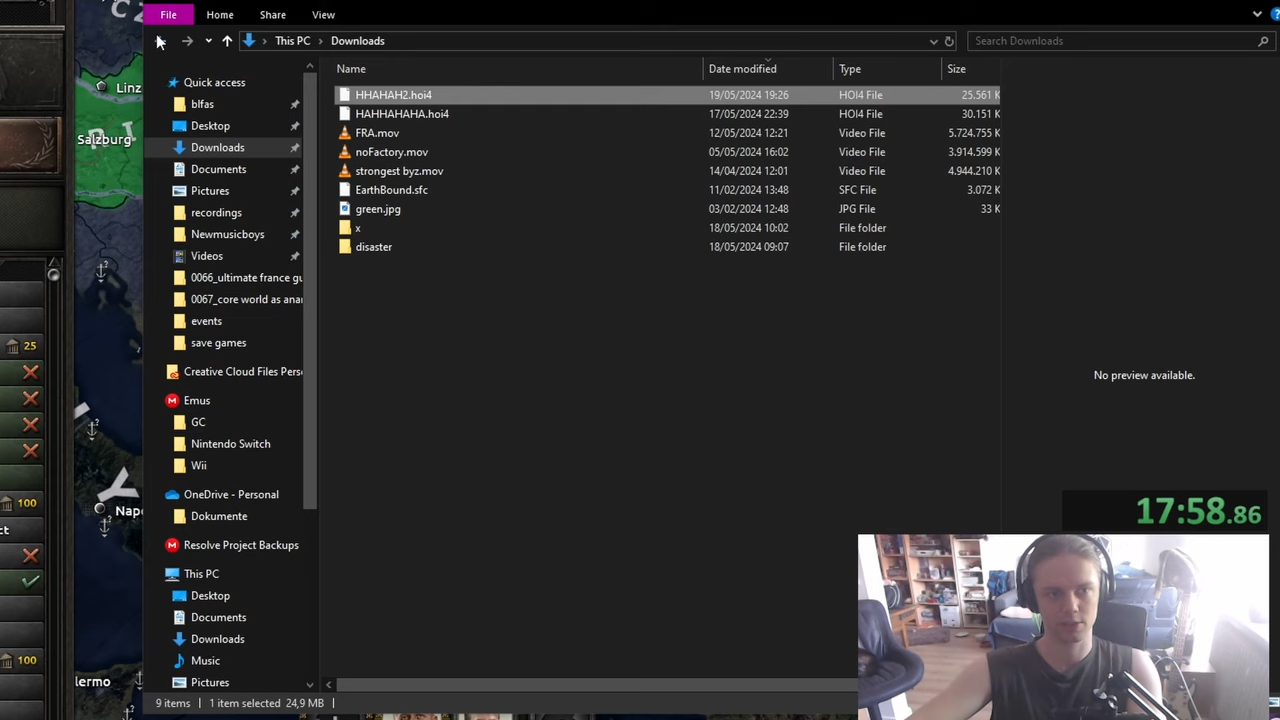 File Home Share View
This PC Downloads Search Downloads
Name Date modified Type Size
Quick access
blfas
Desktop
Downloads
Documents
Pictures
recordings
Newmusicboys
Videos
0066_ultimate france gu
0067_core world as anar
events
save games
Creative Cloud Files Perso
Emus
GC
Nintendo Switch
Wii
OneDrive - Personal
Dokumente
Resolve Project Backups
This PC
Desktop
Documents
Downloads
Music
Pictures
HHAHAH2.hoi4 19/05/2024 19:26 HOI4 File 25.561 K
HAHHAHAHA.hoi4 17/05/2024 22:39 HOI4 File 30.151 K
FRA.mov 12/05/2024 12:21 Video File 5.724.755 K
noFactory.mov 05/05/2024 16:02 Video File 3.914.599 K
strongest byz.mov 14/04/2024 12:01 Video File 4.944.210 K
EarthBound.sfc 11/02/2024 13:48 SFC File 3.072 K
green.jpg 03/02/2024 12:48 JPG File 33 K
x 18/05/2024 10:02 File folder
disaster 18/05/2024 09:07 File folder
No preview available.
9 items 1 item selected 24,9 MB
17:58.86
CZ
Linz
Salzburg
25
100
Nap
ct
100
lermo